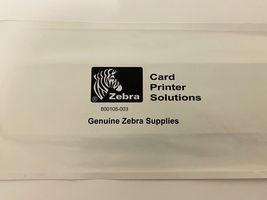 Card
Printer
Solutions
® Zebra
800105-003
Genuine Zebra Supplies